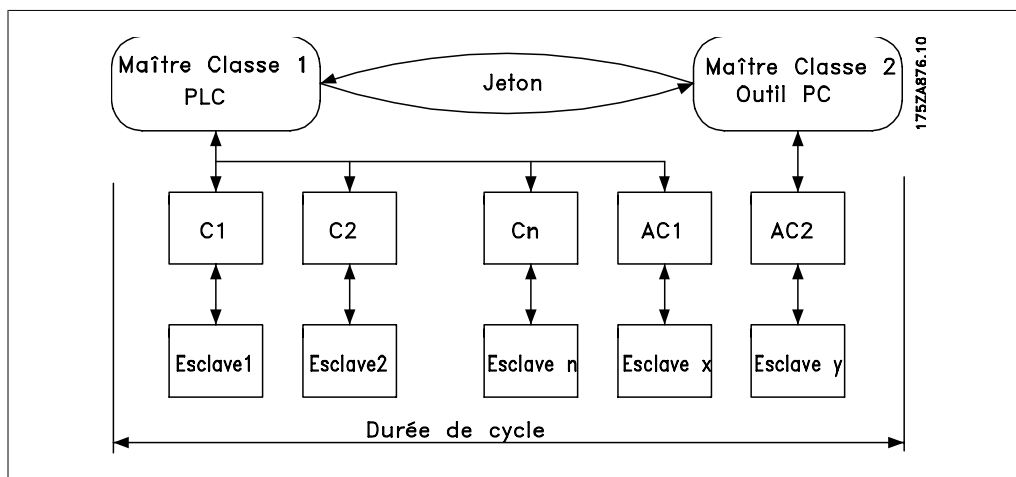 Maître Classe 1
PLC
Jeton
Maître Classe 2
Outil PC
175ZA876.10
C1
C2
Cn
AC1
AC2
Esclave1
Esclave2
Esclave n
Esclave x
Esclave y
Durée de cycle